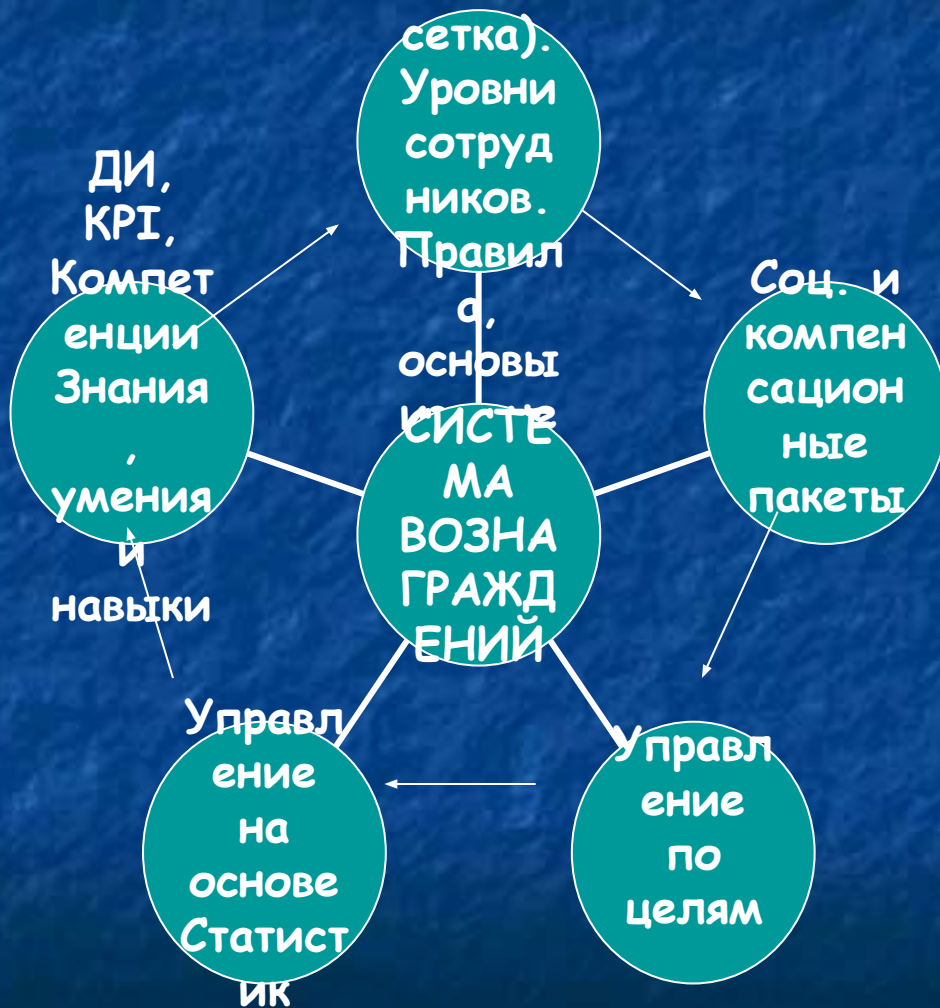 сетка).
Уровни
сотруд
ников.
Правил
а,
основы
ДИ,
KPI,
Компет
енции
Знания
,
умения
и
навыки
Соц. и
компен
сацион
ные
пакеты
СИСТЕ
МА
ВОЗНА
ГРАЖД
ЕНИЙ
Управл
ение
на
основе
Статист
ик
Управл
ение
по
целям